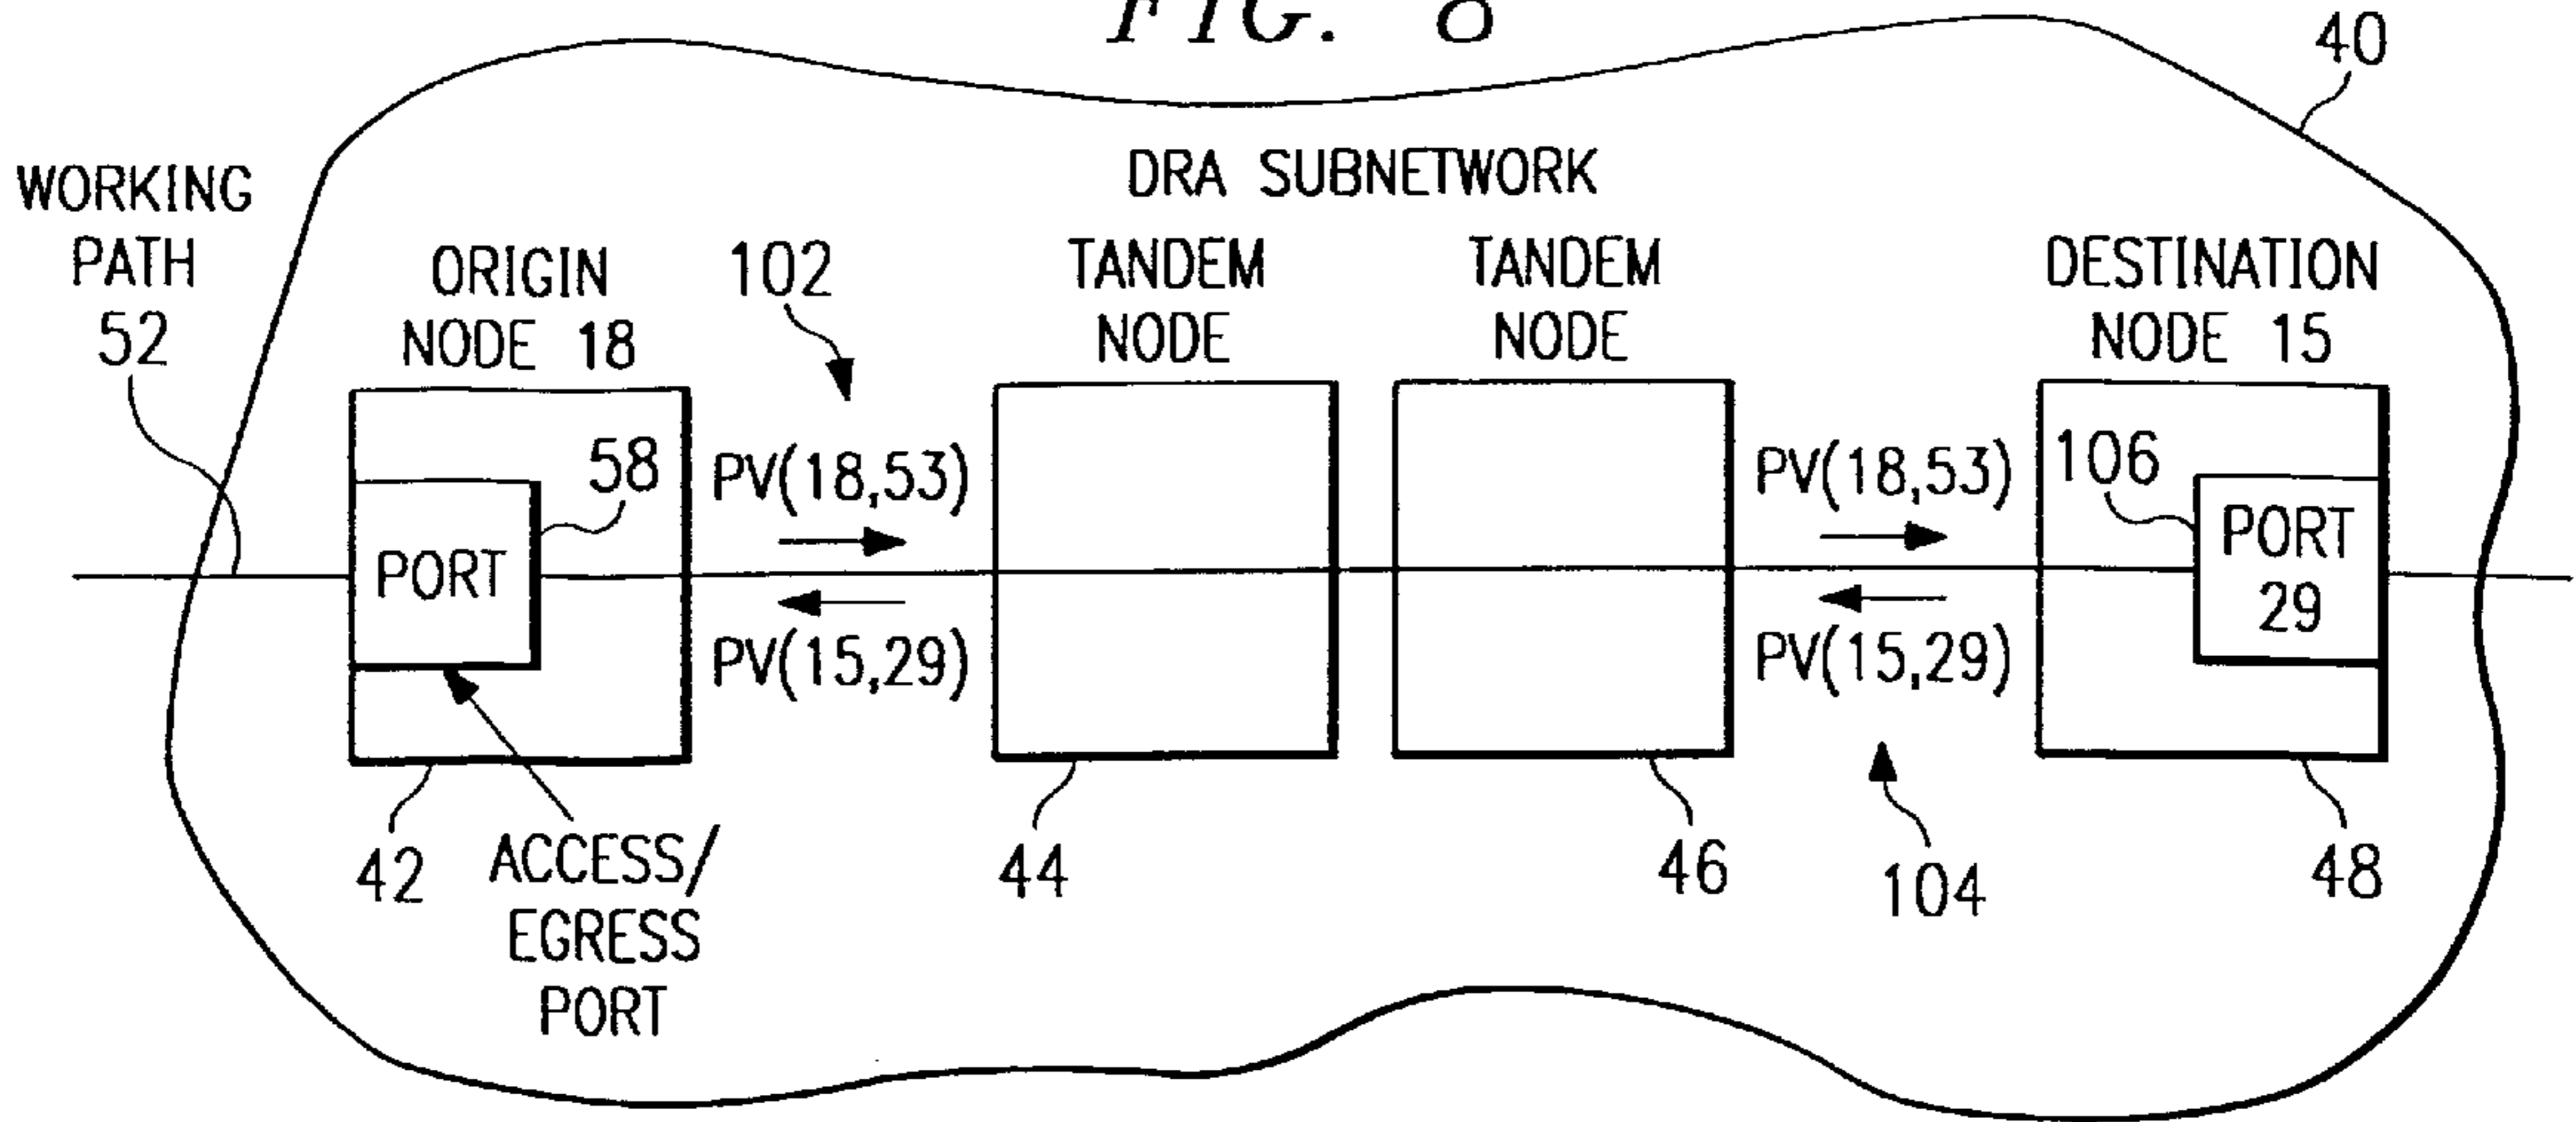 FIG. 8
40
DRA SUBNETWORK
WORKING
PATH
52
ORIGIN
NODE 18
102
TANDEM
NODE
TANDEM
NODE
DESTINATION
NODE 15
58
PORT
PV(18,53)
PV(15,29)
PV(18,53)
PV(15,29)
106
PORT
29
42
ACCESS/
EGRESS
PORT
44
46
104
48